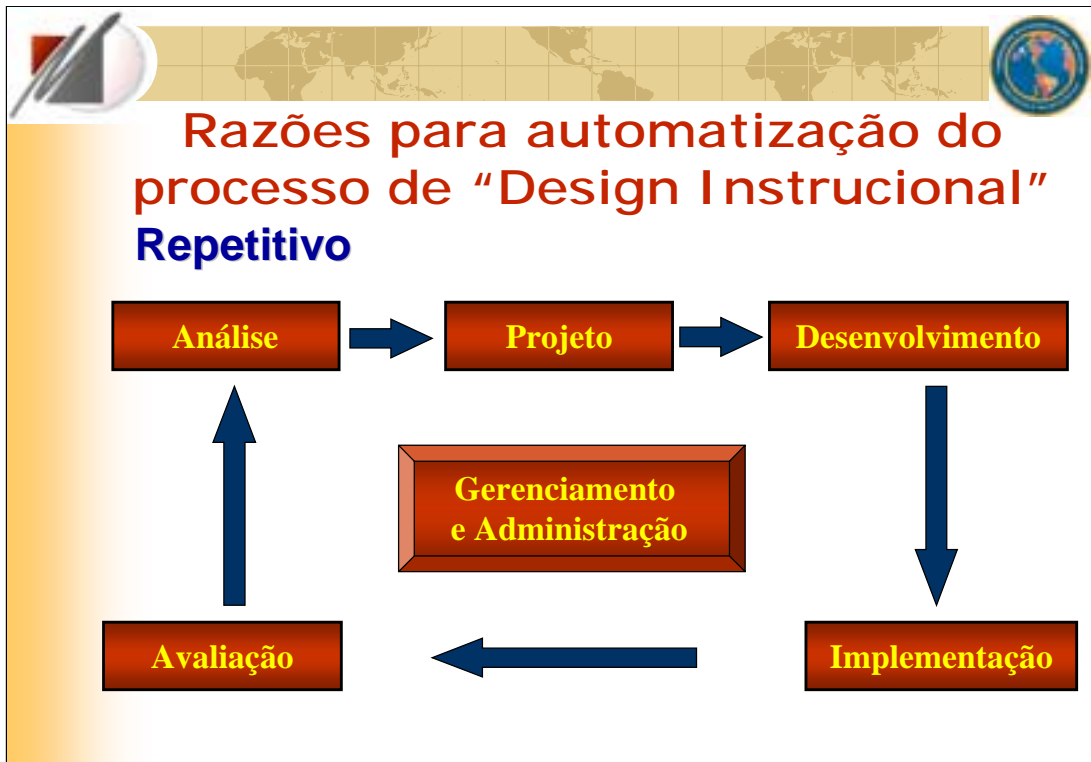 Razões para automatização do
processo de “Design Instrucional”
Repetitivo
Análise
Projeto
Desenvolvimento
Gerenciamento
e Administração
Avaliação
Implementação